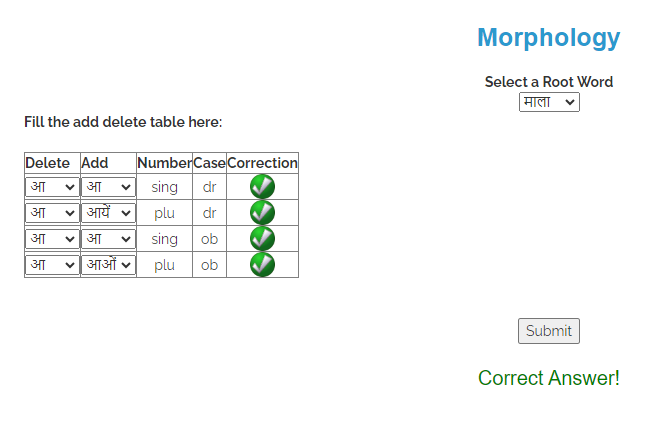 Morphology
Select a Root Word
माला
Fill the add delete table here:
Delete Add Number Case Correction
आ आ sing dr
आ आयें plu dr
आ आ sing ob
आ आओं plu ob
Submit
Correct Answer!